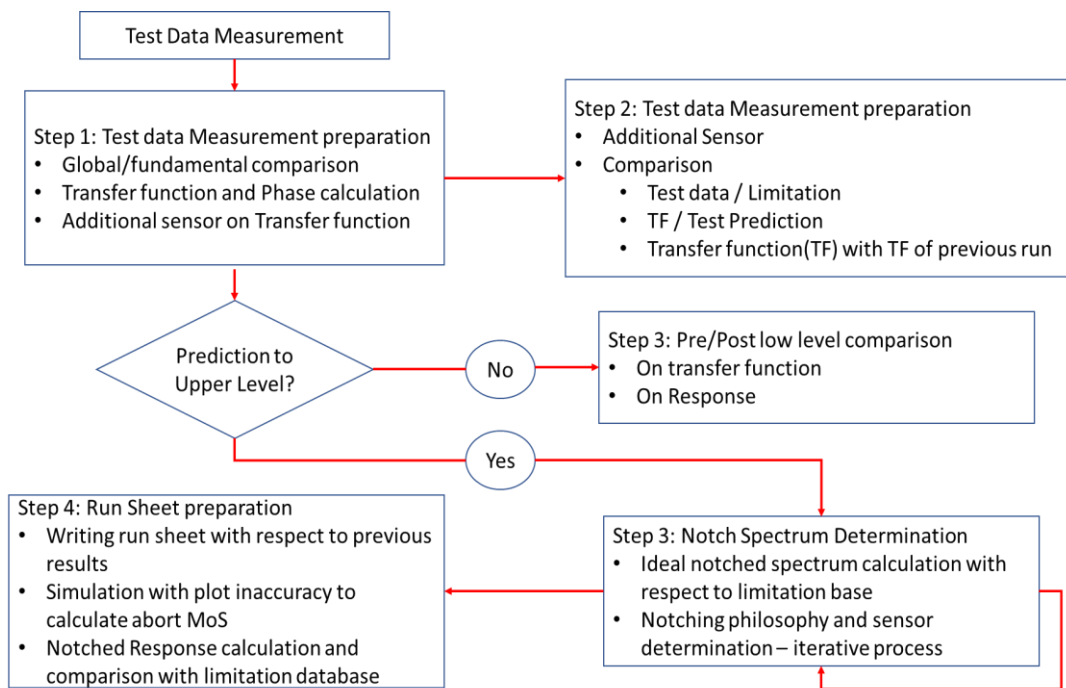 Test Data Measurement
Step 1: Test data Measurement preparation
• Global/fundamental comparison
• Transfer function and Phase calculation
• Additional sensor on Transfer function
Step 2: Test data Measurement preparation
• Additional Sensor
• Comparison
• Test data / Limitation
• TF / Test Prediction
• Transfer function(TF) with TF of previous run
Prediction to
Upper Level?
No
Step 3: Pre/Post low level comparison
• On transfer function
• On Response
Yes
Step 4: Run Sheet preparation
• Writing run sheet with respect to previous
results
• Simulation with plot inaccuracy to
calculate abort MoS
• Notched Response calculation and
comparison with limitation database
Step 3: Notch Spectrum Determination
• Ideal notched spectrum calculation with
respect to limitation base
• Notching philosophy and sensor
determination – iterative process